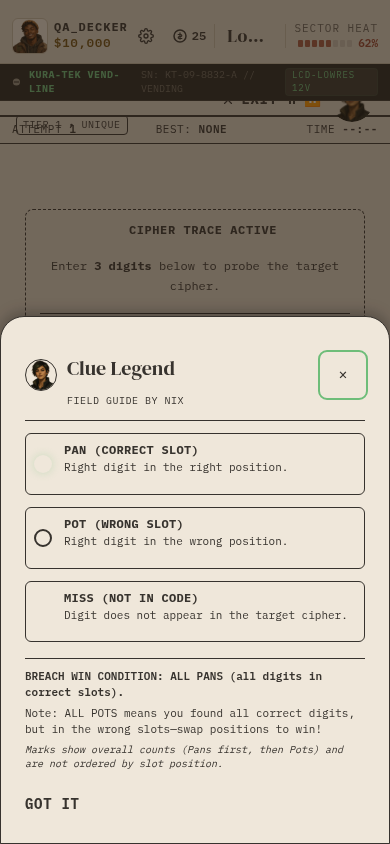 QA_DECKER
$10,000
25
Lo...
SECTOR HEAT
62%
KURA-TEK VEND-
LINE
SN: KT-09-8832-A //
VENDING
LCD-LOWRES
12V
TIER 1 • UNIQUE
ATTEMPT 1
BEST: NONE
TIME --:--
CIPHER TRACE ACTIVE
Enter 3 digits below to probe the target
cipher.
Clue Legend
FIELD GUIDE BY NIX
×
PAN (CORRECT SLOT)
Right digit in the right position.
POT (WRONG SLOT)
Right digit in the wrong position.
MISS (NOT IN CODE)
Digit does not appear in the target cipher.
BREACH WIN CONDITION: ALL PANS (all digits in
correct slots).
Note: ALL POTS means you found all correct digits,
but in the wrong slots—swap positions to win!
Marks show overall counts (Pans first, then Pots) and
are not ordered by slot position.
GOT IT